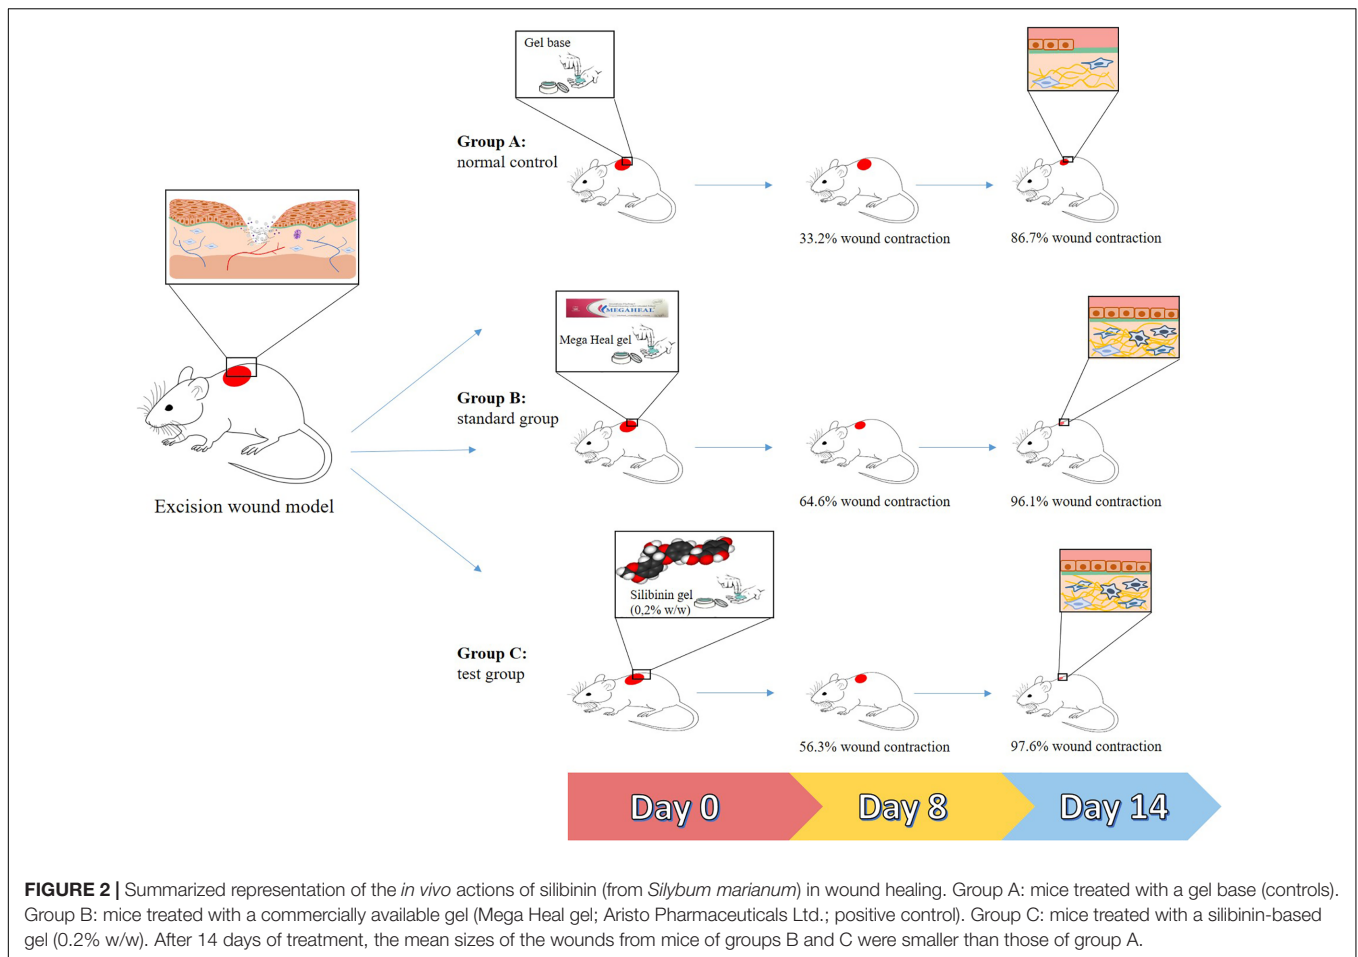 Gel base
Group A:
normal control
33.2% wound contraction
86.7% wound contraction
MEGAHEAL
Mega Heal gel
Group B:
standard group
Excision wound model
64.6% wound contraction
96.1% wound contraction
Silibinin gel
(0,2% w/w)
Group C:
test group
56.3% wound contraction
97.6% wound contraction
Day 0
Day 8
Day 14
FIGURE 2 | Summarized representation of the in vivo actions of silibinin (from Silybum marianum) in wound healing. Group A: mice treated with a gel base (controls).
Group B: mice treated with a commercially available gel (Mega Heal gel; Aristo Pharmaceuticals Ltd.; positive control). Group C: mice treated with a silibinin-based
gel (0.2% w/w). After 14 days of treatment, the mean sizes of the wounds from mice of groups B and C were smaller than those of group A.